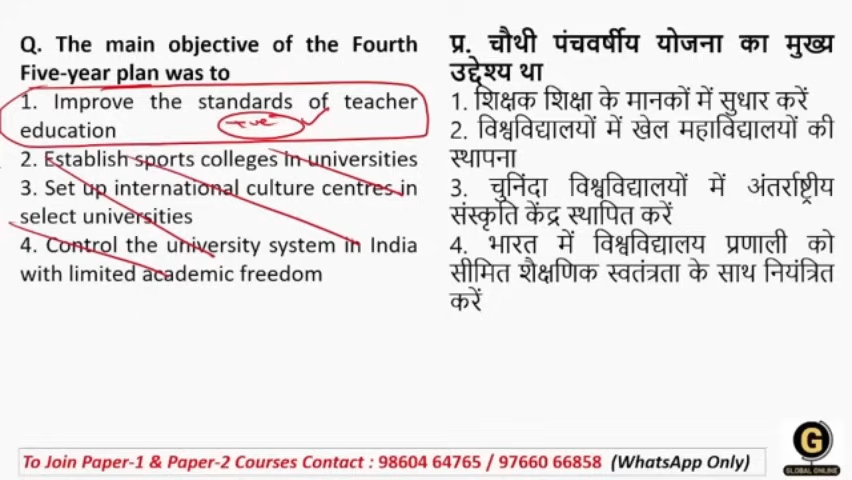 Q. The main objective of the Fourth
Five-year plan was to
1. Improve the standards of teacher
education
+ve
2. Establish sports colleges in universities
3. Set up international culture centres in
select universities
4. Control the university system in India
with limited academic freedom
प्र. चौथी पंचवर्षीय योजना का मुख्य
उद्देश्य था
1. शिक्षक शिक्षा के मानकों में सुधार करें
2. विश्वविद्यालयों में खेल महाविद्यालयों की
स्थापना
3. चुनिंदा विश्वविद्यालयों में अंतर्राष्ट्रीय
संस्कृति केंद्र स्थापित करें
4. भारत में विश्वविद्यालय प्रणाली को
सीमित शैक्षणिक स्वतंत्रता के साथ नियंत्रित
करें
To Join Paper-1 & Paper-2 Courses Contact : 98604 64765 / 97660 66858 (WhatsApp Only)
G
GLOBAL ONLINE